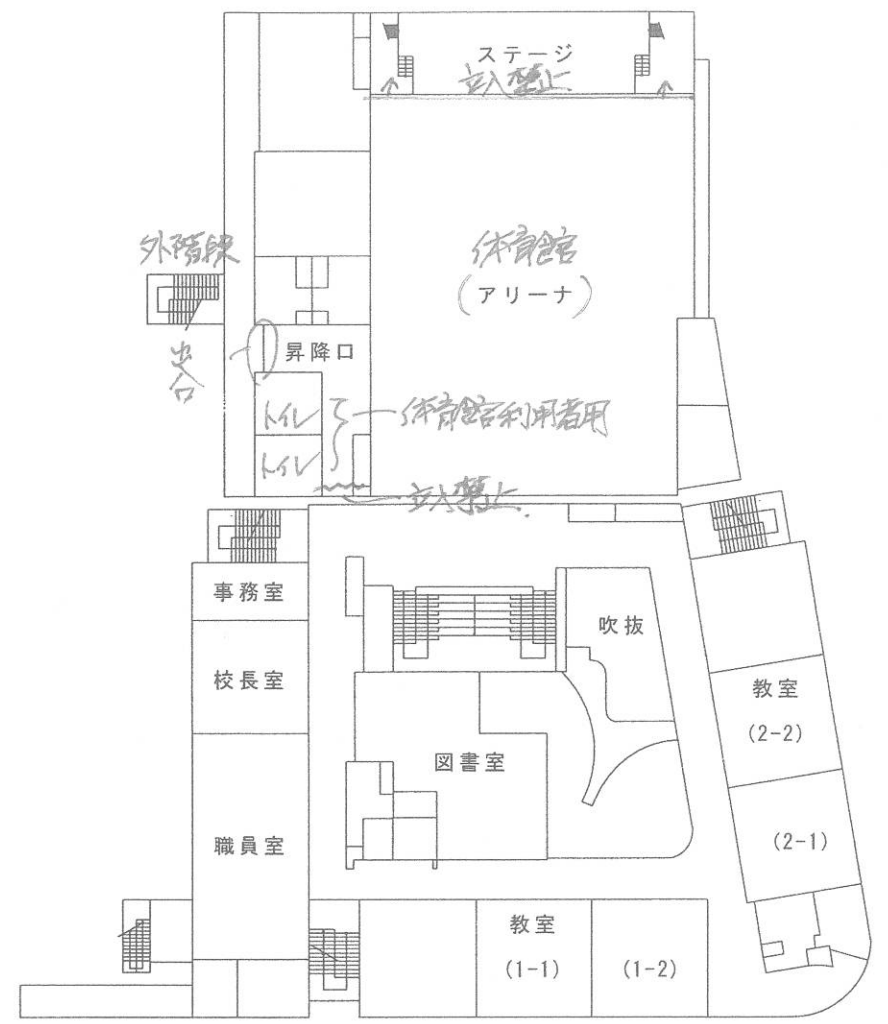 ステージ
立入禁止
外階段
体育館
(アリーナ)
出入口
昇降口
トイレ
体育館利用者用
トイレ
立入禁止
事務室
吹抜
校長室
教室
(2-2)
図書室
職員室
(2-1)
教室
(1-1)
(1-2)